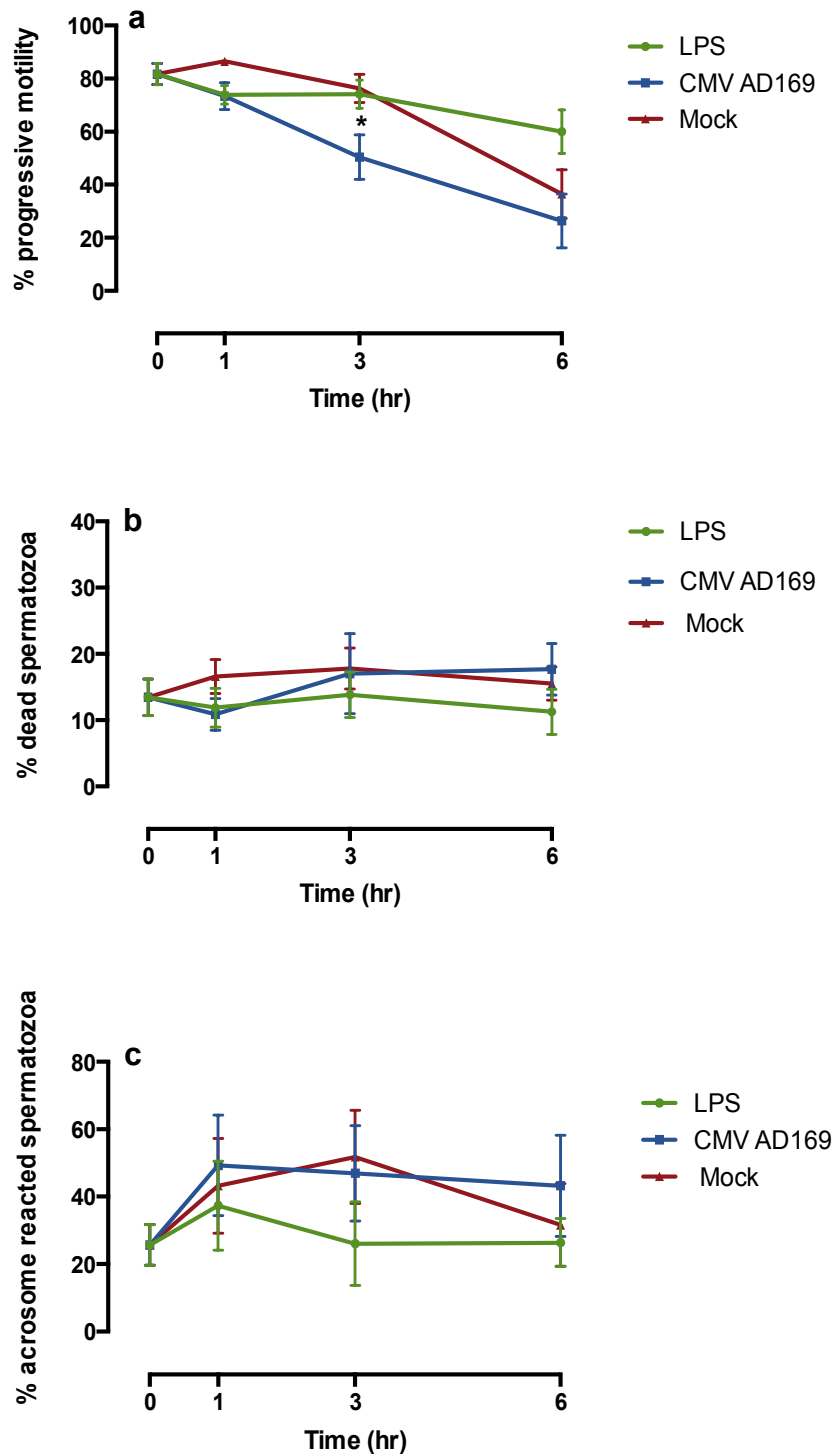 a
% progressive motility
100
80
60
40
20
0
*
0 1 3 6
Time (hr)
LPS
CMV AD169
Mock
b
% dead spermatozoa
40
30
20
10
0
0 1 3 6
Time (hr)
LPS
CMV AD169
Mock
c
% acrosome reacted spermatozoa
80
60
40
20
0
0 1 3 6
Time (hr)
LPS
CMV AD169
Mock